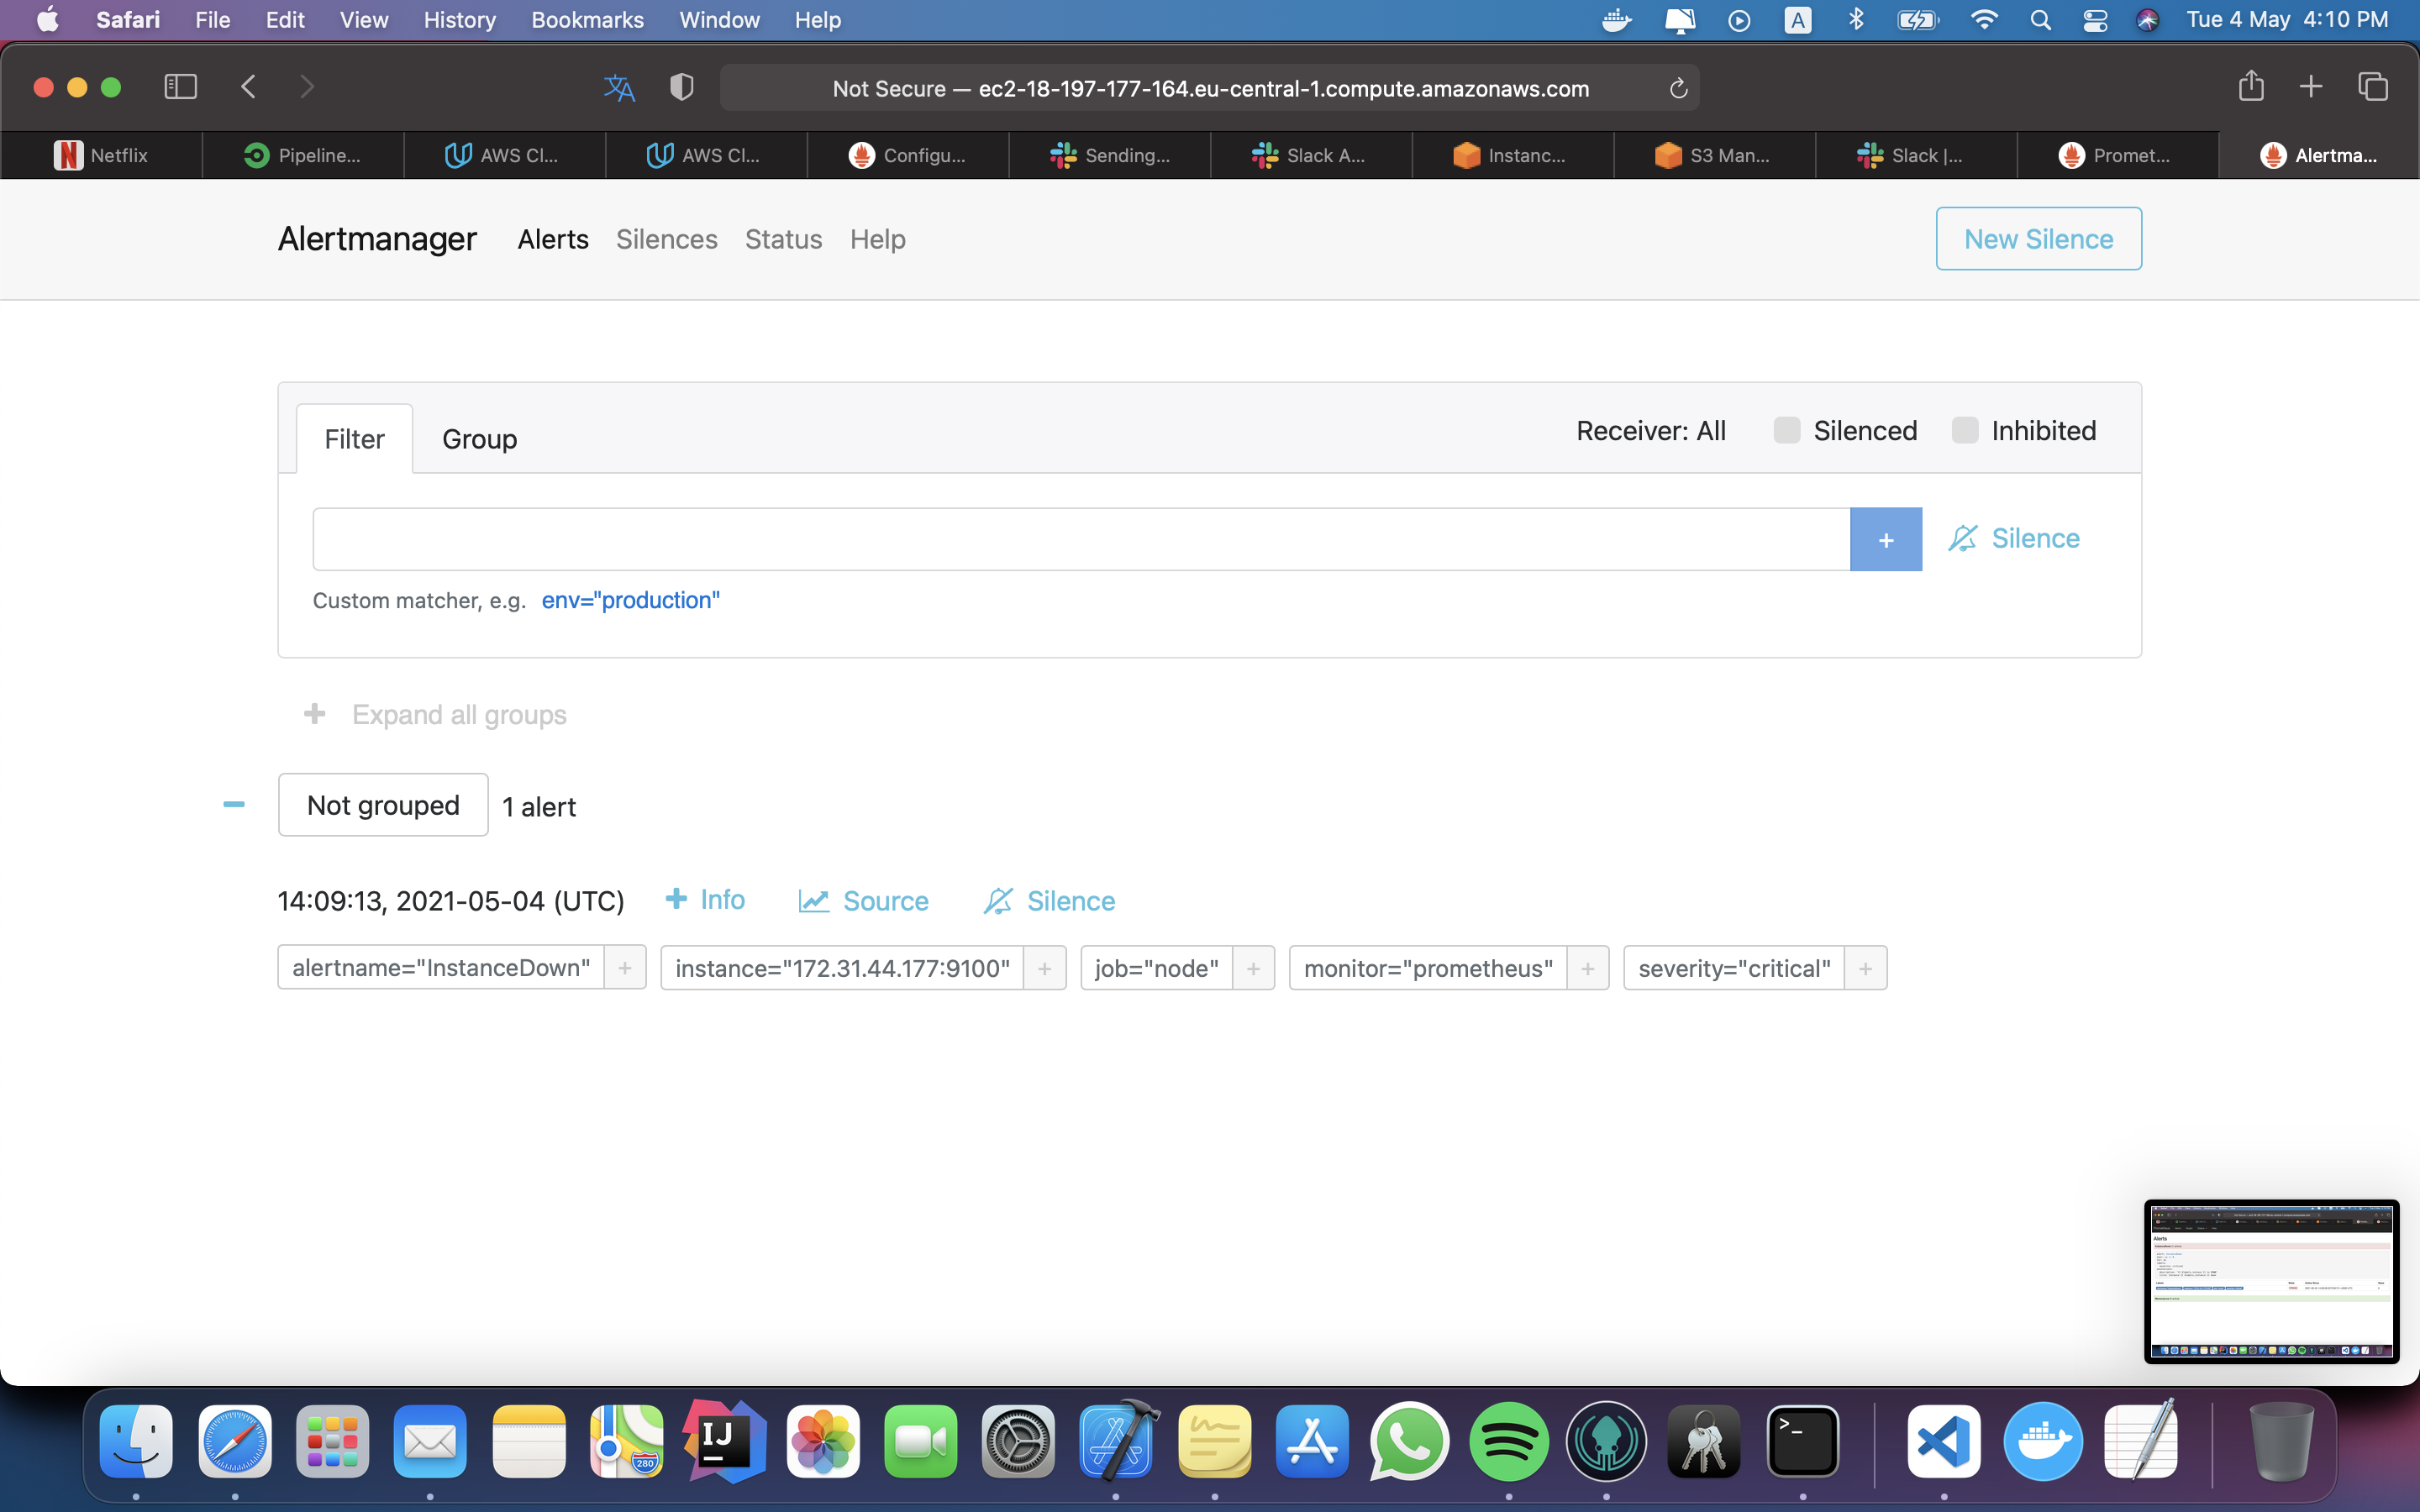 Safari File Edit View History Bookmarks Window Help A Tue 4 May 4:10 PM
Not Secure — ec2-18-197-177-164.eu-central-1.compute.amazonaws.com
Netflix Pipeline... AWS Cl... AWS Cl... Configu... Sending... Slack A... Instanc... S3 Man... Slack |... Promet... Alertma...
Alertmanager Alerts Silences Status Help New Silence
Filter Group Receiver: All Silenced Inhibited
+ Silence
Custom matcher, e.g. env="production"
+ Expand all groups
Not grouped 1 alert
14:09:13, 2021-05-04 (UTC) + Info Source Silence
alertname="InstanceDown" + instance="172.31.44.177:9100" + job="node" + monitor="prometheus" + severity="critical" +
Alerts
IJ 280 >_